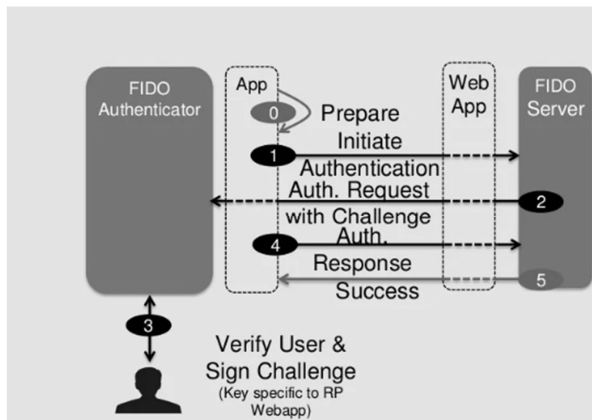 FIDO
Authenticator
App
Web
App
FIDO
Server
0
Prepare
1
Initiate
Authentication
Auth. Request
2
with Challenge
4
Auth.
Response
5
Success
3
Verify User &
Sign Challenge
(Key specific to RP
Webapp)